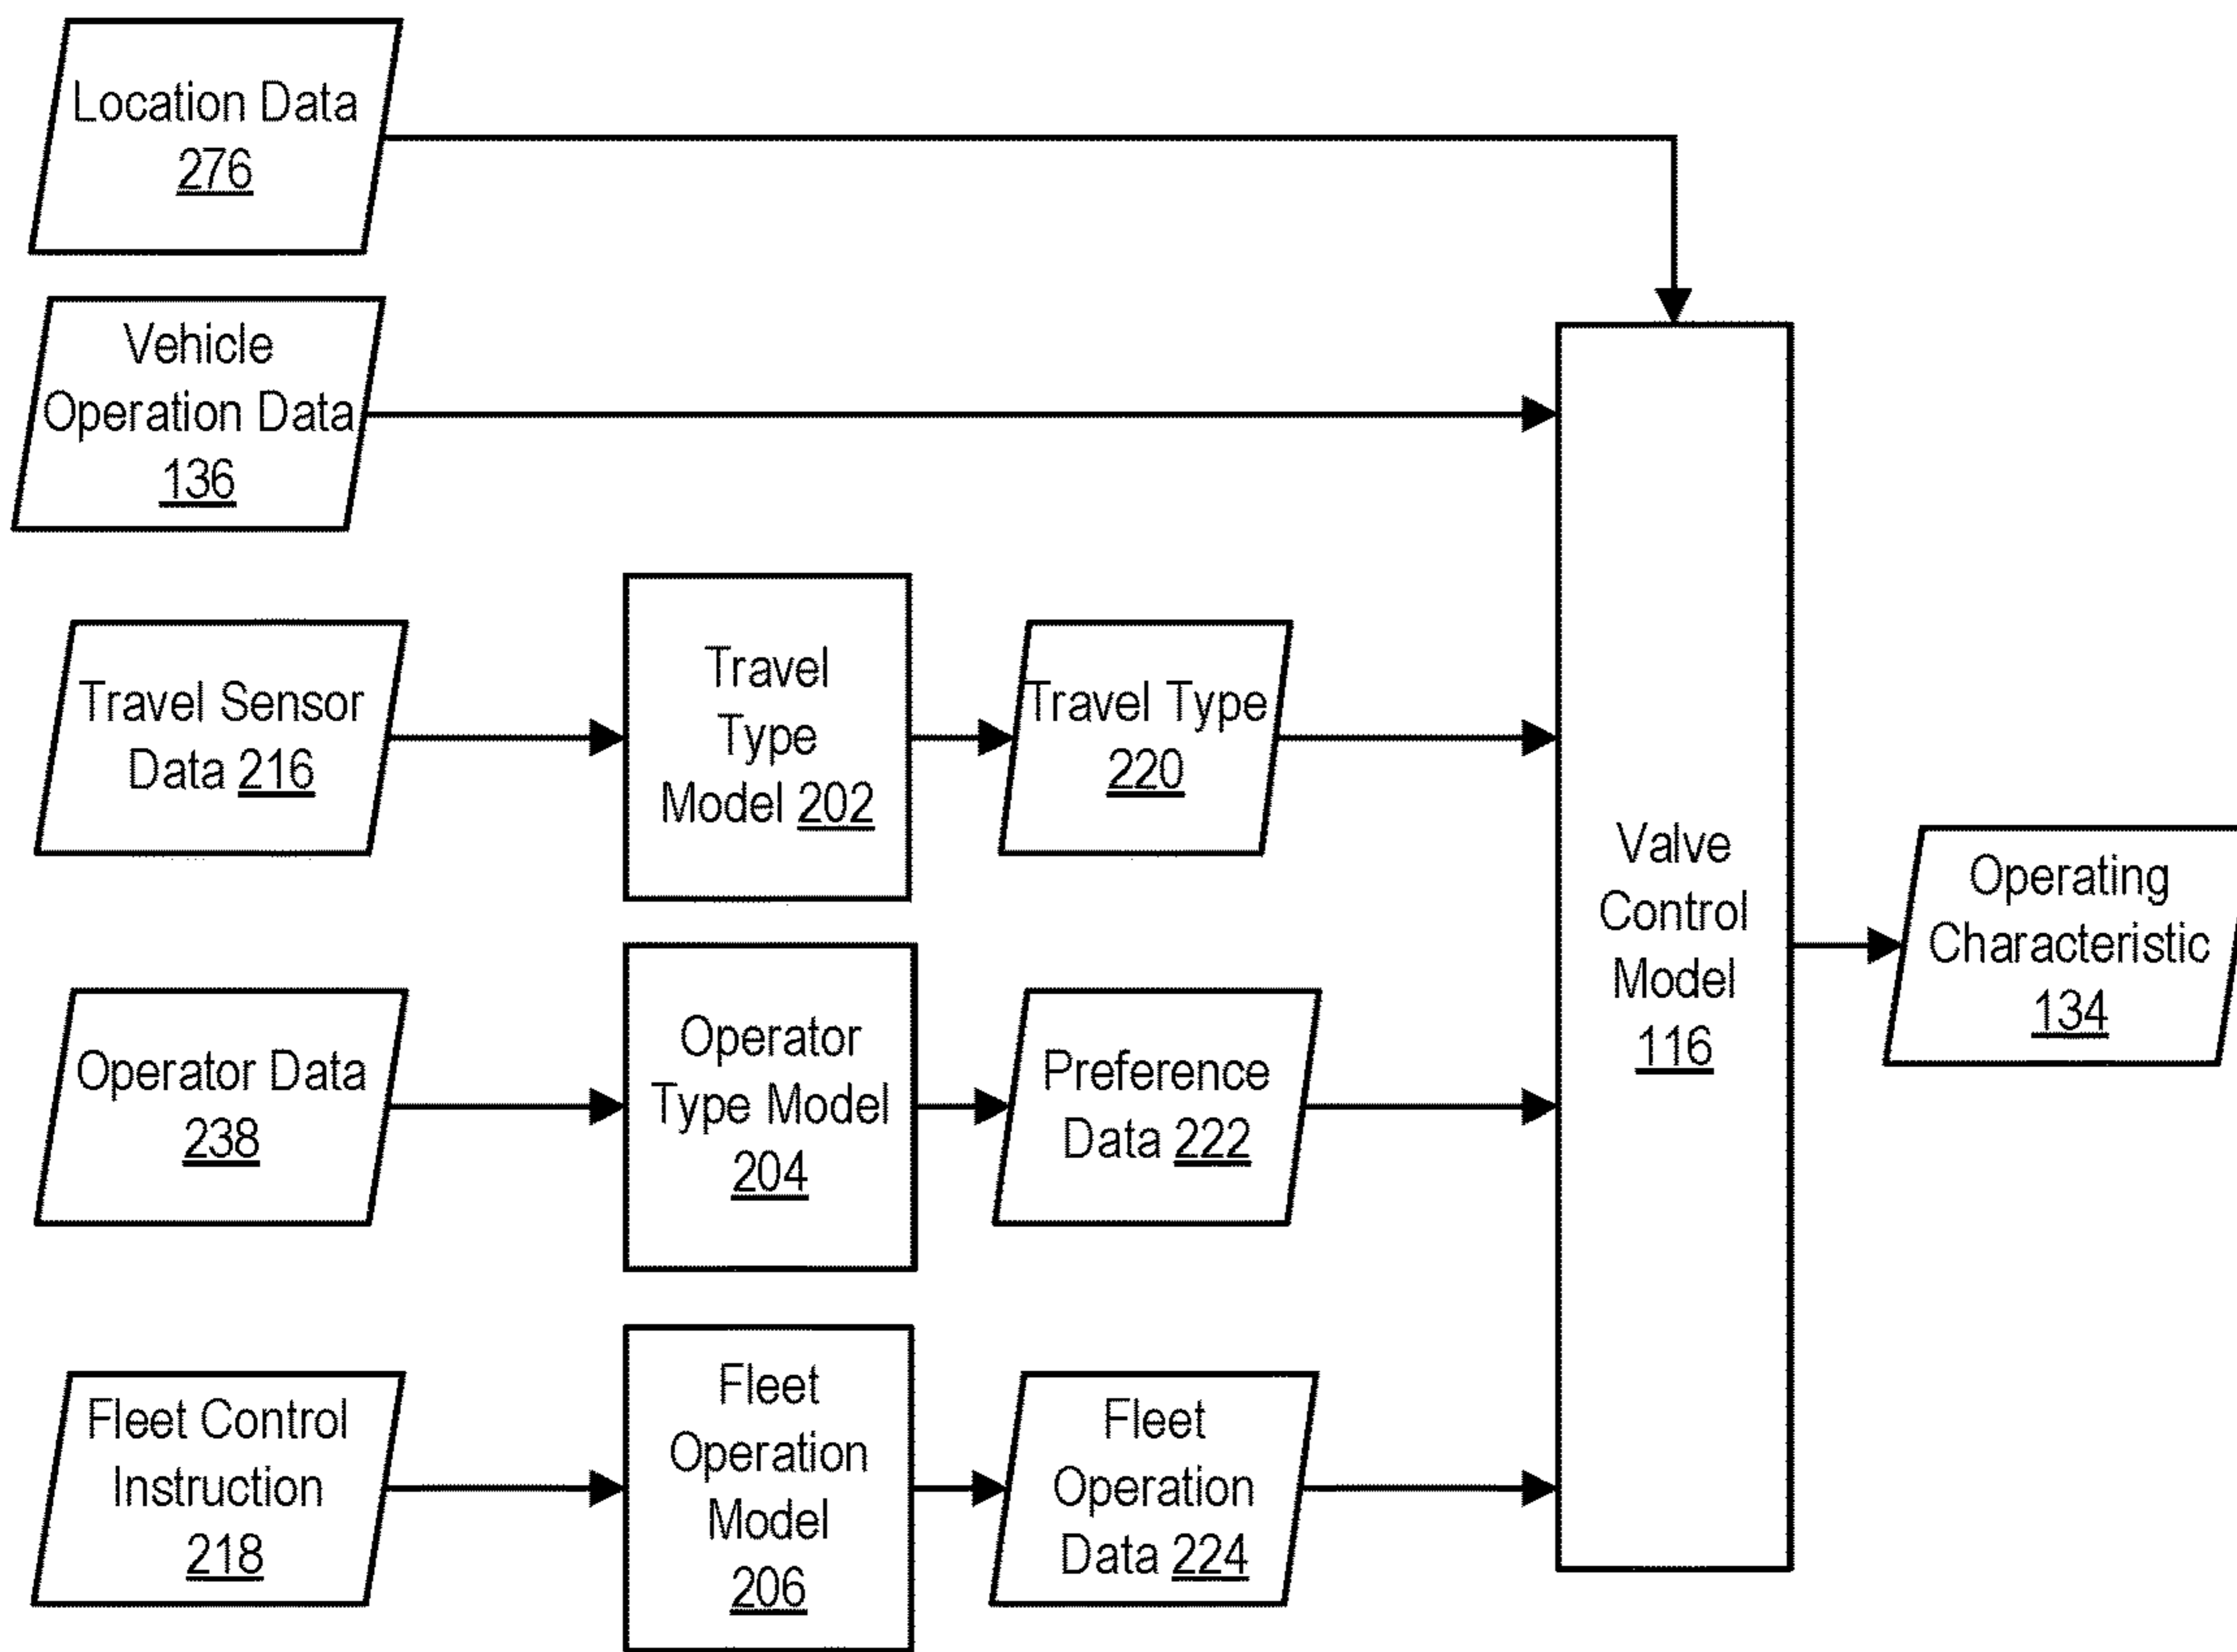 Location Data
276
Vehicle
Operation Data
136
Travel Sensor
Data 216
Travel
Type
Model 202
Travel Type
220
Operator Data
238
Operator
Type Model
204
Preference
Data 222
Fleet Control
Instruction
218
Fleet
Operation
Model
206
Fleet
Operation
Data 224
Valve
Control
Model
116
Operating
Characteristic
134